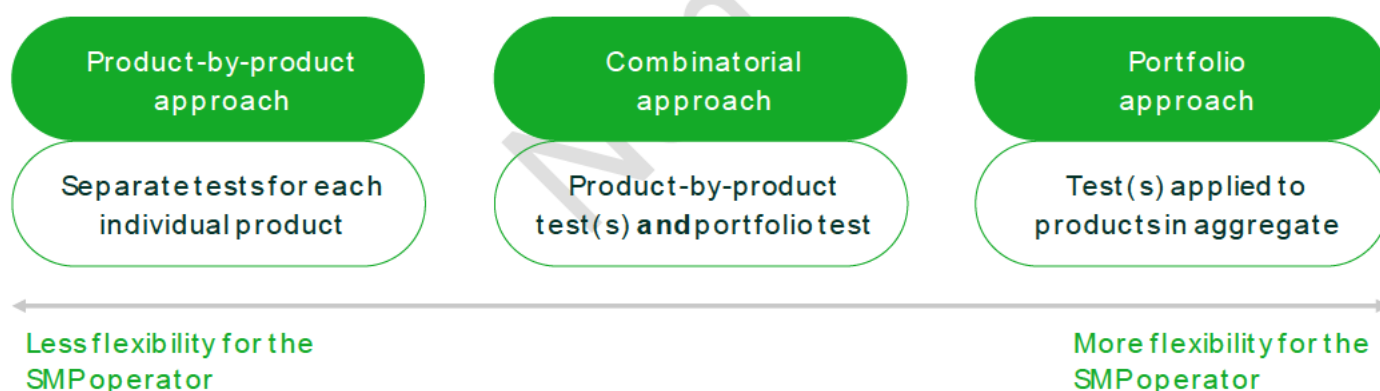 Product-by-product
approach
Combinatorial
approach
Portfolio
approach
Separate tests for each
individual product
Product-by-product
test(s) and portfolio test
Test(s) applied to
products in aggregate
Less flexibility for the
SMP operator
More flexibility for the
SMP operator